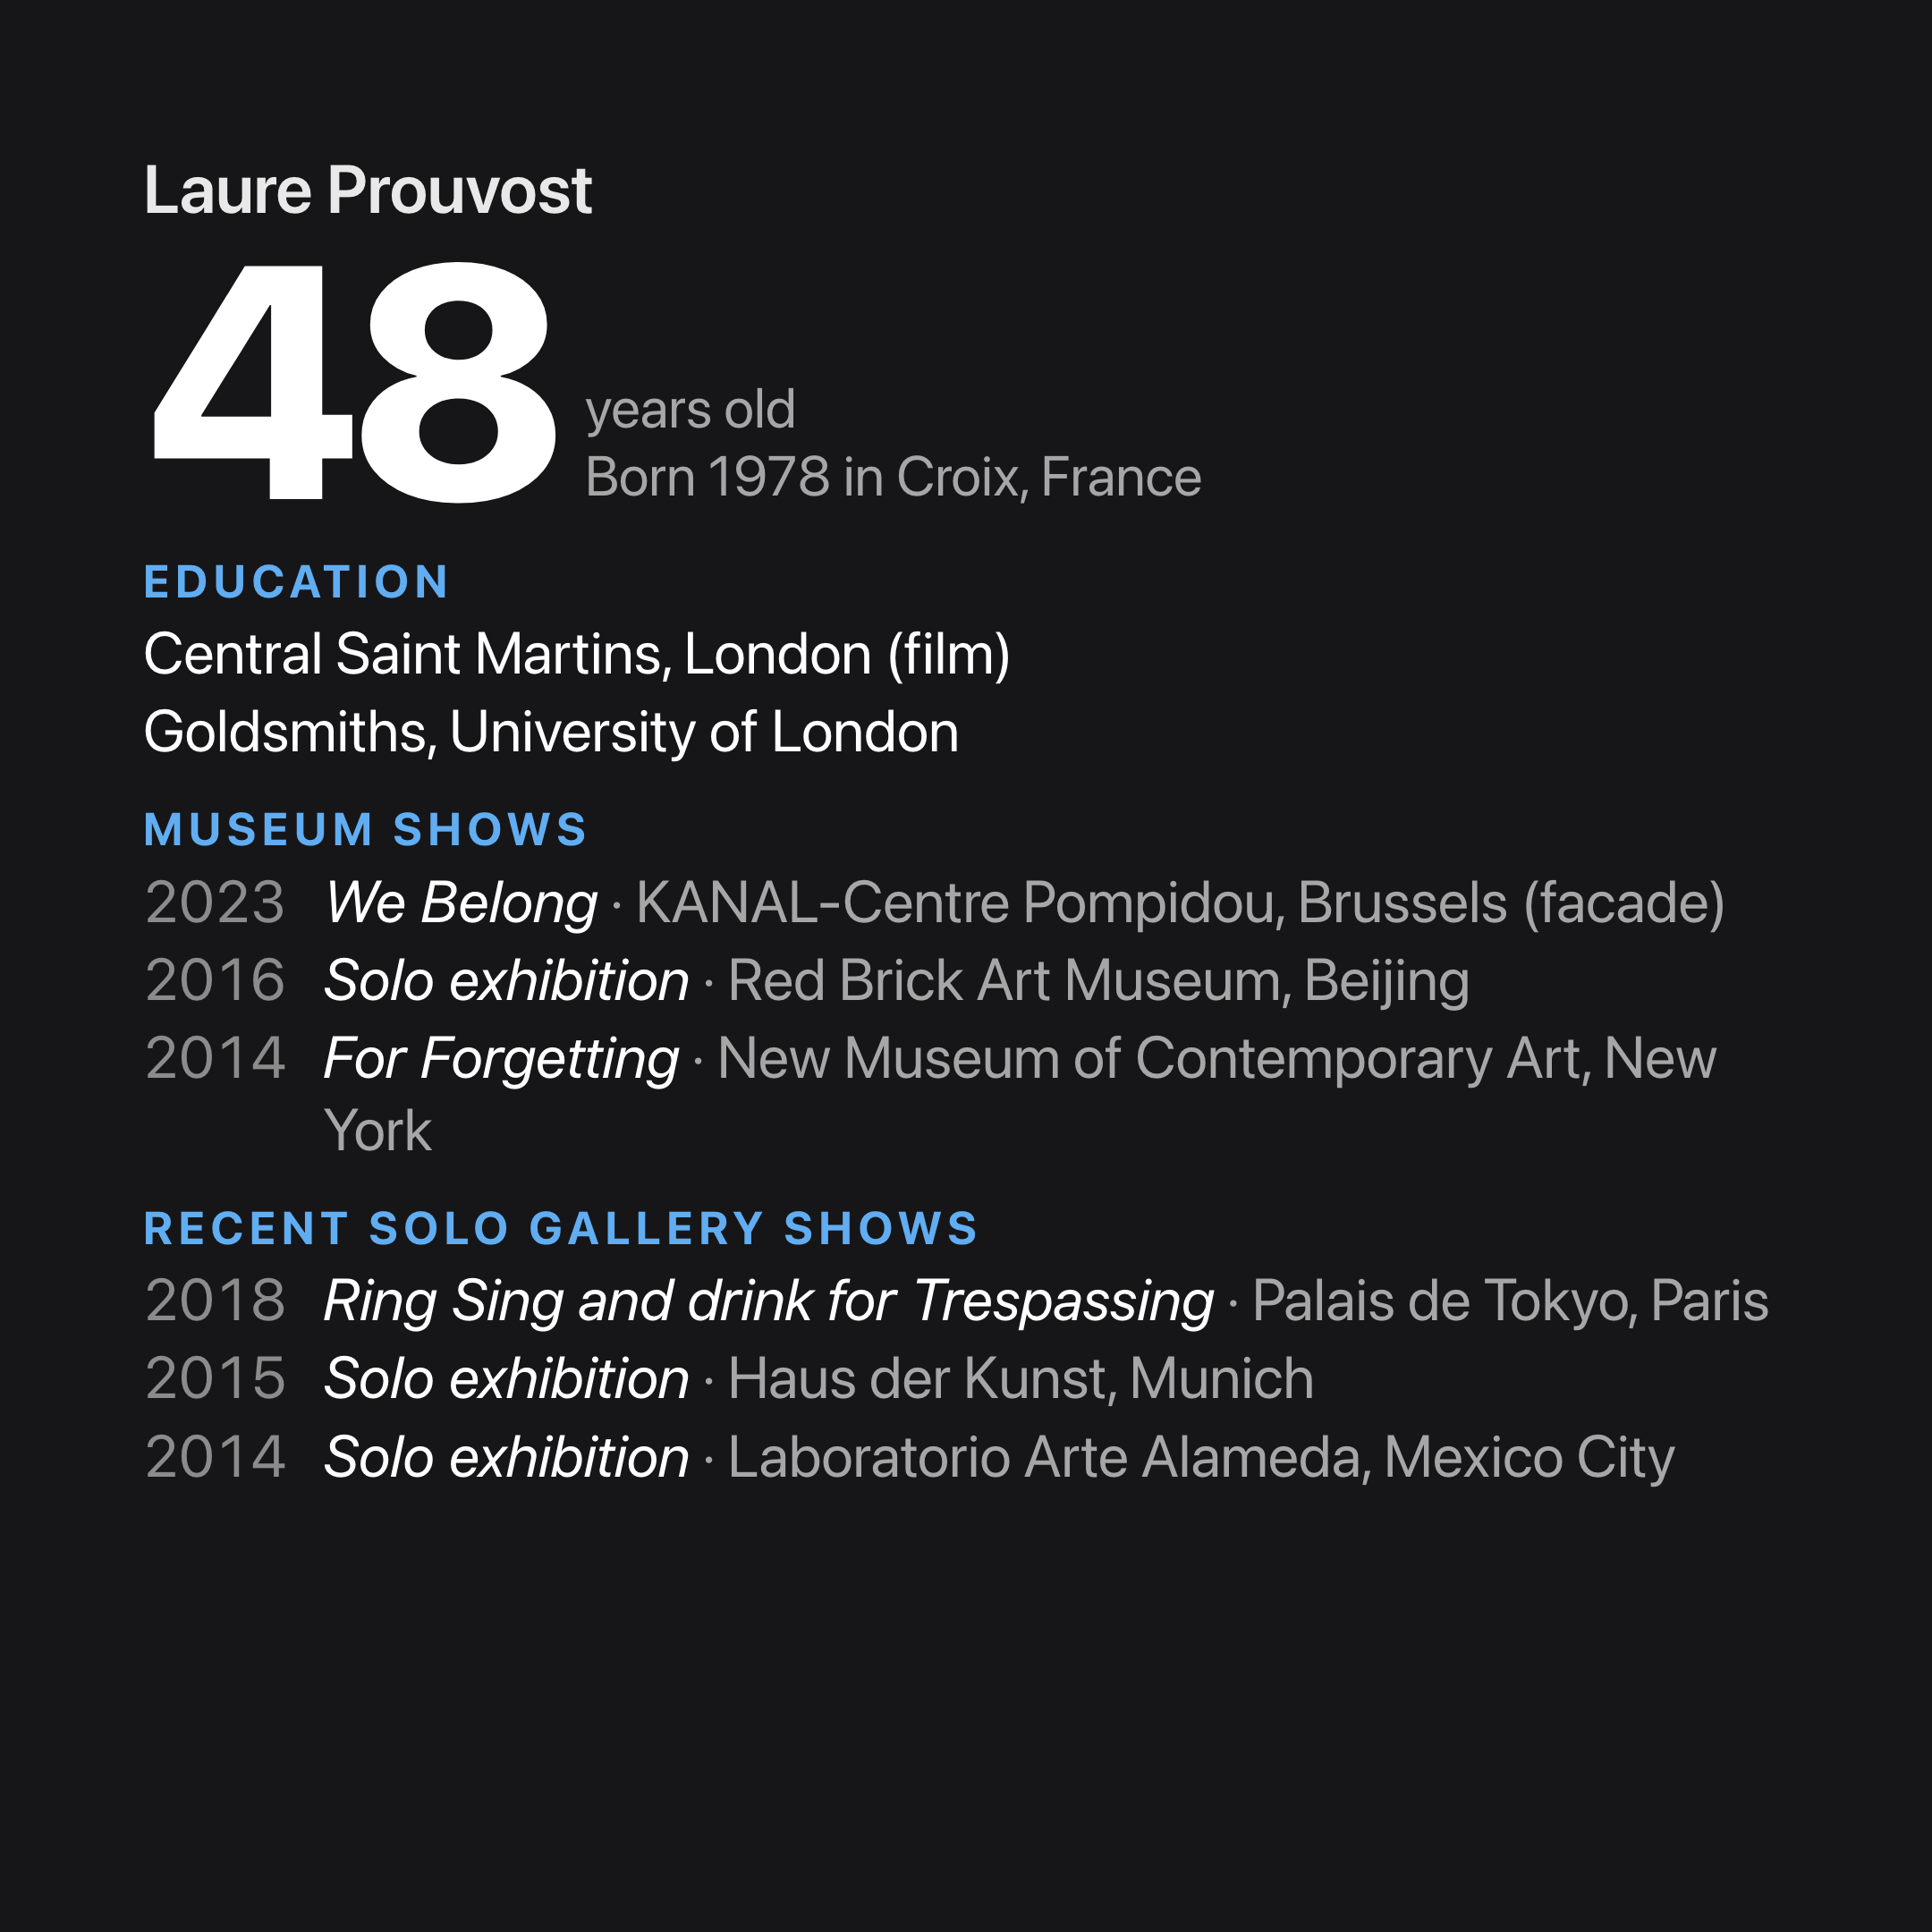 Laure Prouvost
48
years old
Born 1978 in Croix, France
EDUCATION
Central Saint Martins, London (film)
Goldsmiths, University of London
MUSEUM SHOWS
2023 We Belong · KANAL-Centre Pompidou, Brussels (facade)
2016 Solo exhibition · Red Brick Art Museum, Beijing
2014 For Forgetting · New Museum of Contemporary Art, New
York
RECENT SOLO GALLERY SHOWS
2018 Ring Sing and drink for Trespassing · Palais de Tokyo, Paris
2015 Solo exhibition · Haus der Kunst, Munich
2014 Solo exhibition · Laboratorio Arte Alameda, Mexico City